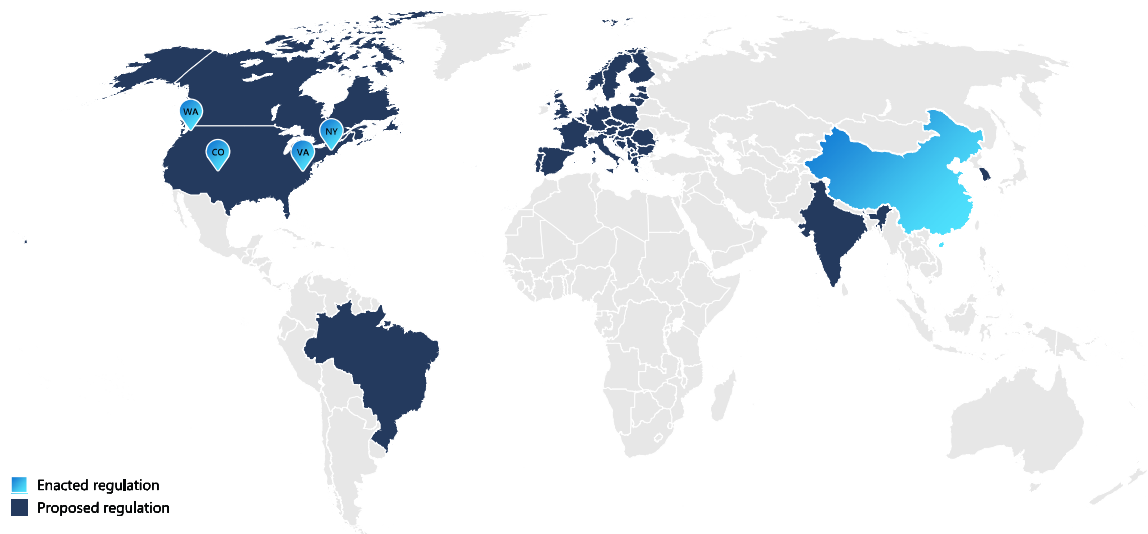 WA
NY
CO
VA
Enacted regulation
Proposed regulation